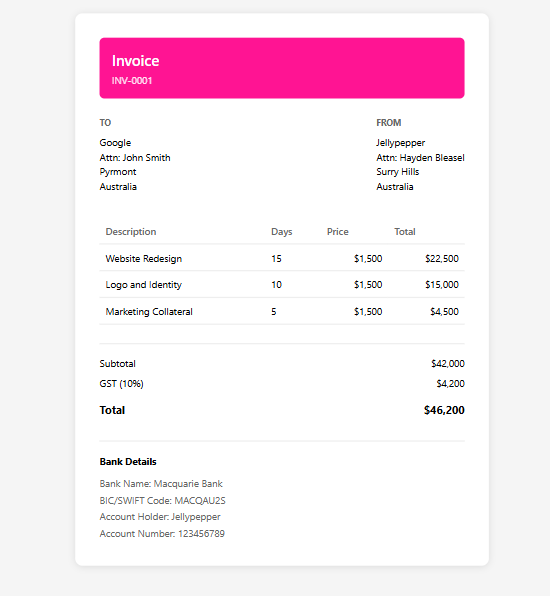 Invoice
INV-0001
TO
Google
Attn: John Smith
Pyrmont
Australia
FROM
Jellypepper
Attn: Hayden Bleasel
Surry Hills
Australia
Description Days Price Total
Website Redesign 15 $1,500 $22,500
Logo and Identity 10 $1,500 $15,000
Marketing Collateral 5 $1,500 $4,500
Subtotal $42,000
GST (10%) $4,200
Total $46,200
Bank Details
Bank Name: Macquarie Bank
BIC/SWIFT Code: MACQAU2S
Account Holder: Jellypepper
Account Number: 123456789